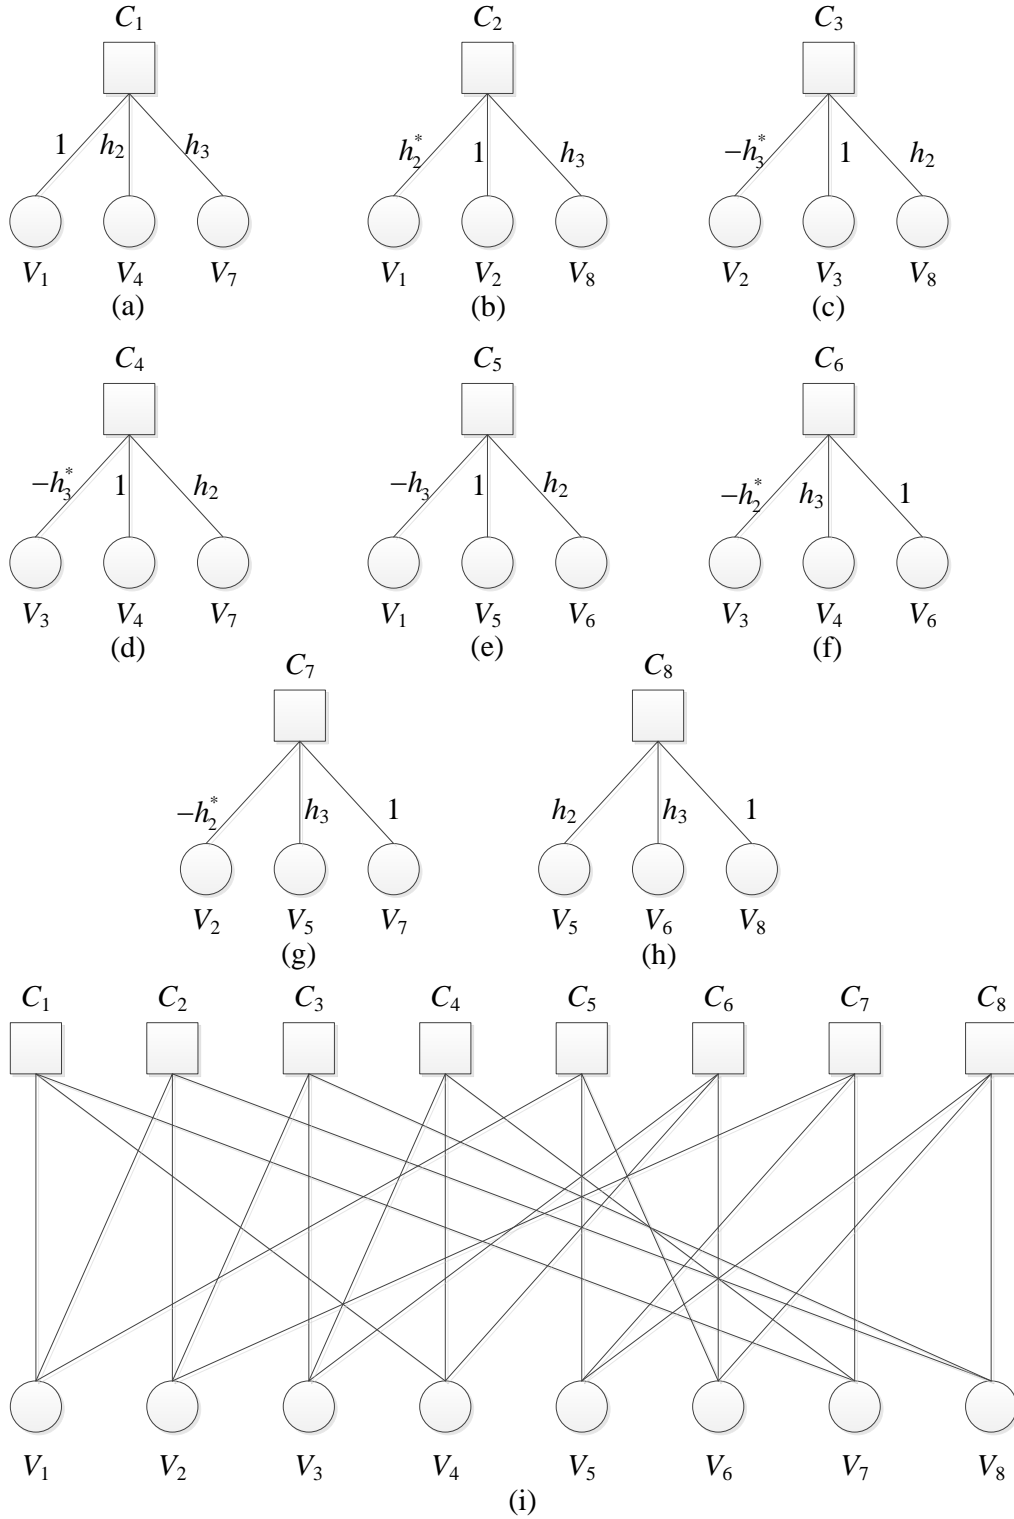 C1 C2 C3
1 h2 h3 h2* 1 h3 −h3* 1 h2
V1 V4 V7 V1 V2 V8 V2 V3 V8
(a) (b) (c)
C4 C5 C6
−h3* 1 h2 −h3 1 h2 −h2* h3 1
V3 V4 V7 V1 V5 V6 V3 V4 V6
(d) (e) (f)
C7 C8
−h2* h3 1 h2 h3 1
V2 V5 V7 V5 V6 V8
(g) (h)
C1 C2 C3 C4 C5 C6 C7 C8
V1 V2 V3 V4 V5 V6 V7 V8
(i)